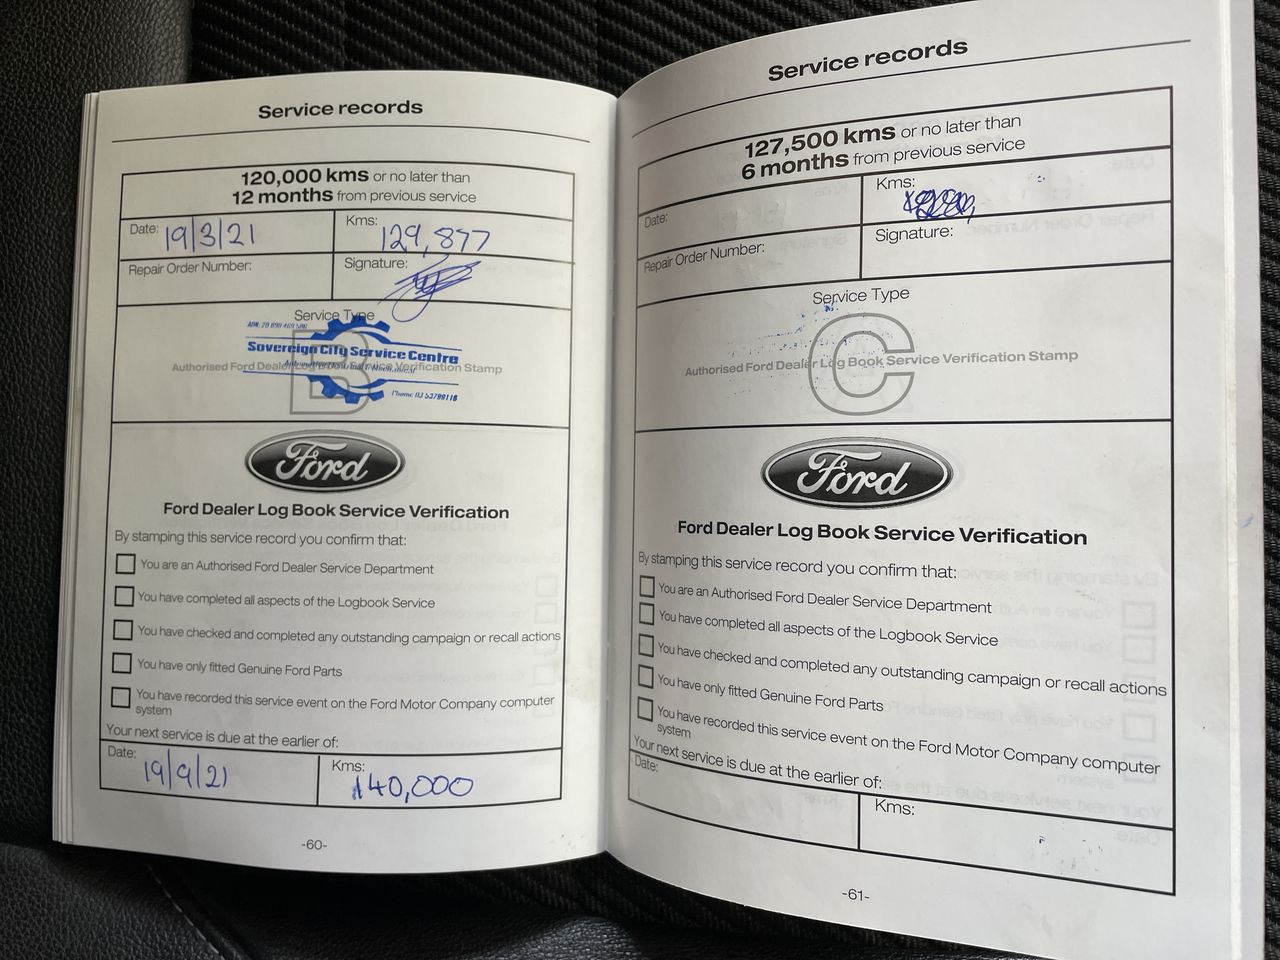 Service records
120,000 kms or no later than
12 months from previous service
Date: 19/3/21
Kms: 129,877
Repair Order Number:
Signature:
Service Type
B
Sovereign City Service Centre
Authorised Ford Dealer Log Book Service Verification Stamp
Phone: 03 53799116
Ford
Ford Dealer Log Book Service Verification
By stamping this service record you confirm that:
You are an Authorised Ford Dealer Service Department
You have completed all aspects of the Logbook Service
You have checked and completed any outstanding campaign or recall actions
You have only fitted Genuine Ford Parts
You have recorded this service event on the Ford Motor Company computer
system
Your next service is due at the earlier of:
Date: 19/9/21
Kms: 140,000
-60-
Service records
127,500 kms or no later than
6 months from previous service
Date:
Kms:
Repair Order Number:
Signature:
Service Type
C
Authorised Ford Dealer Log Book Service Verification Stamp
Ford
Ford Dealer Log Book Service Verification
By stamping this service record you confirm that:
You are an Authorised Ford Dealer Service Department
You have completed all aspects of the Logbook Service
You have checked and completed any outstanding campaign or recall actions
You have only fitted Genuine Ford Parts
You have recorded this service event on the Ford Motor Company computer
system
Your next service is due at the earlier of:
Date:
Kms:
-61-